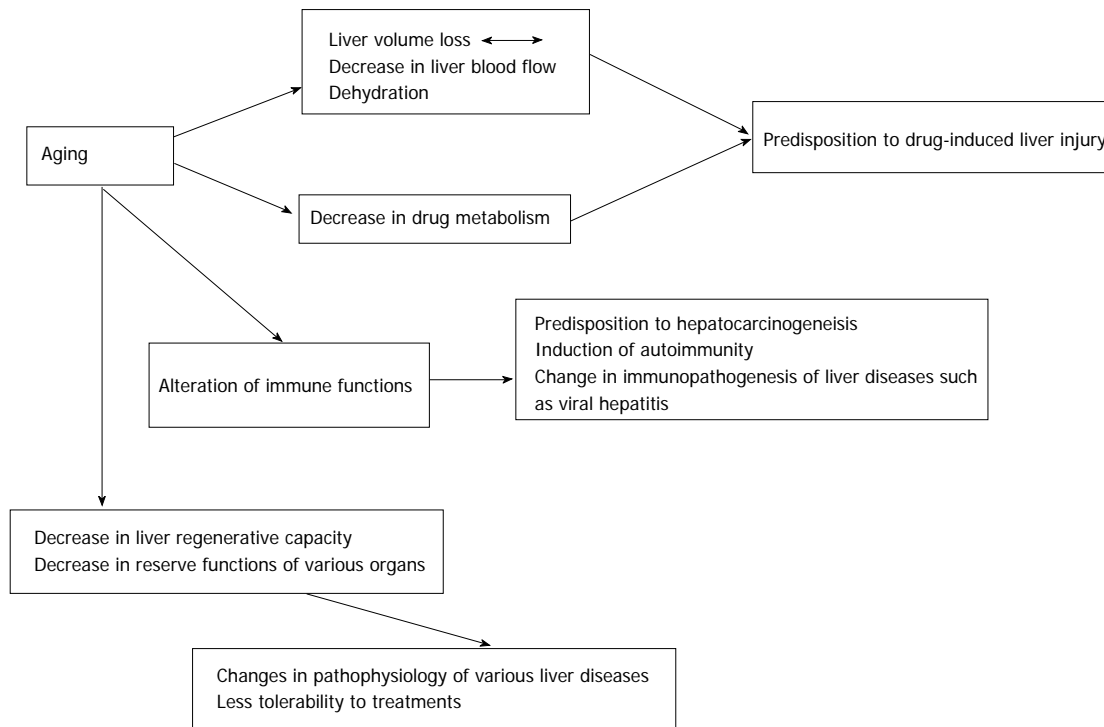 Liver volume loss
Decrease in liver blood flow
Dehydration
Aging
Predisposition to drug-induced liver injury
Decrease in drug metabolism
Predisposition to hepatocarcinogeneisis
Induction of autoimmunity
Change in immunopathogenesis of liver diseases such
as viral hepatitis
Alteration of immune functions
Decrease in liver regenerative capacity
Decrease in reserve functions of various organs
Changes in pathophysiology of various liver diseases
Less tolerability to treatments